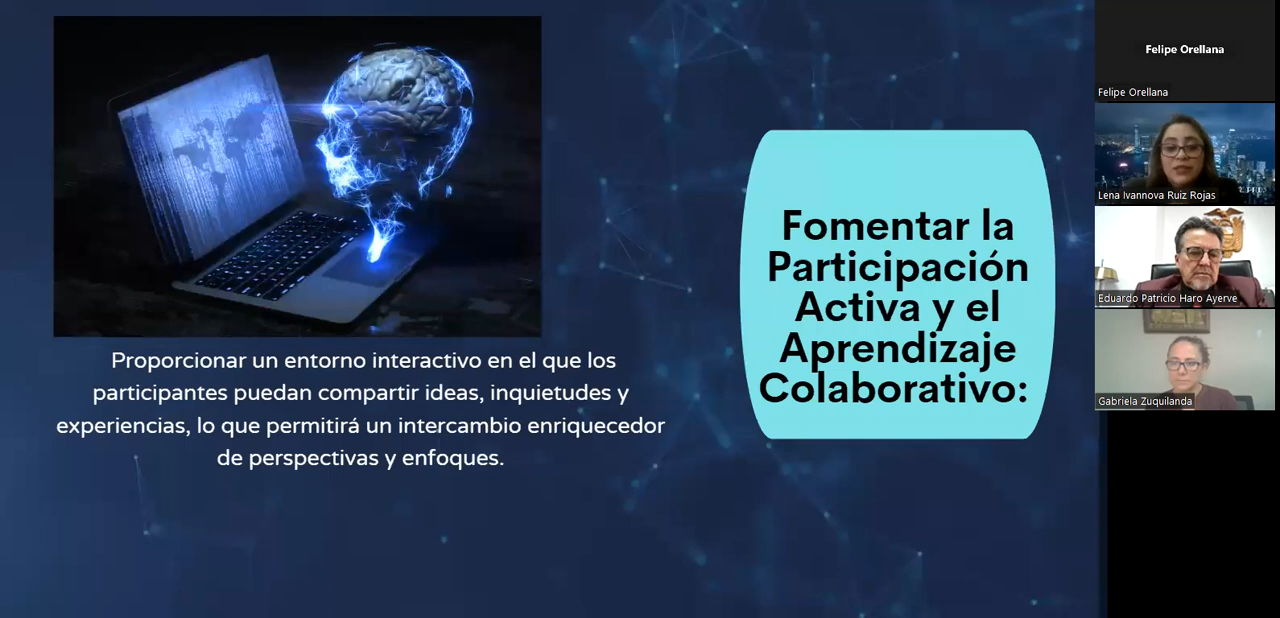 Proporcionar un entorno interactivo en el que los
participantes puedan compartir ideas, inquietudes y
experiencias, lo que permitirá un intercambio enriquecedor
de perspectivas y enfoques.
Fomentar la
Participación
Activa y el
Aprendizaje
Colaborativo:
Felipe Orellana
Felipe Orellana
Lena Ivannova Ruiz Rojas
Eduardo Patricio Haro Ayerve
Gabriela Zuquilanda